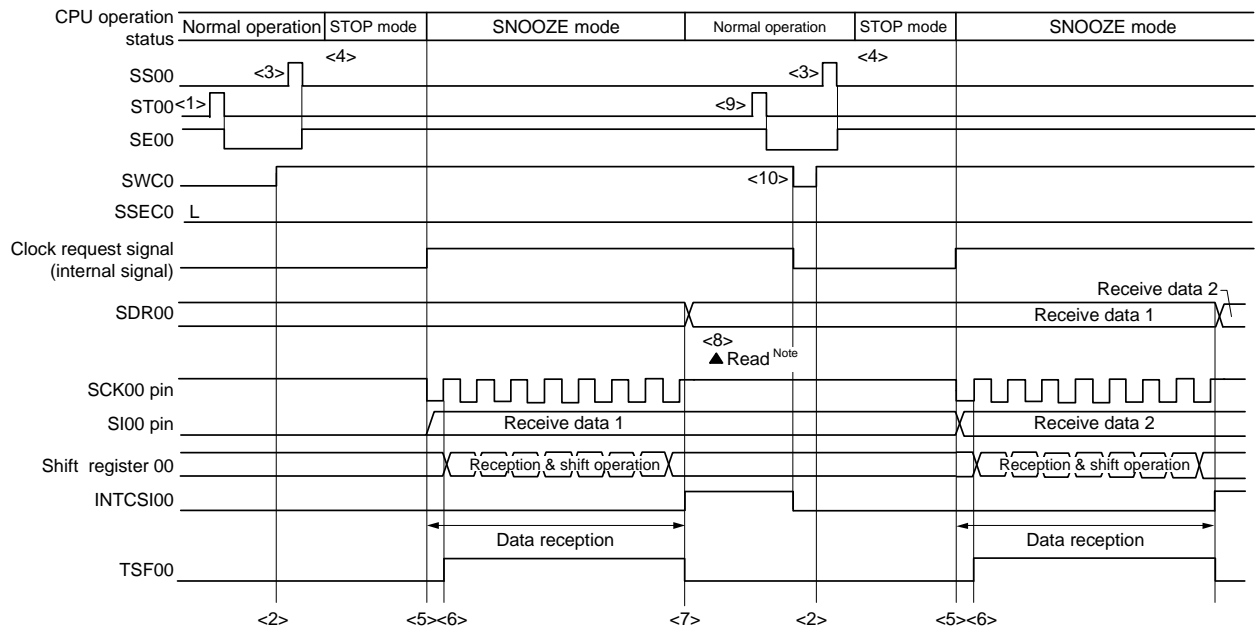 CPU operation status
Normal operation STOP mode SNOOZE mode Normal operation STOP mode SNOOZE mode
<3> <4> <3> <4>
SS00
ST00 <1> <9>
SE00
SWC0 <10>
SSEC0 L
Clock request signal
(internal signal)
Receive data 2
SDR00 Receive data 1
<8>
▲ Read Note
SCK00 pin
SI00 pin Receive data 1 Receive data 2
Shift register 00 Reception & shift operation Reception & shift operation
INTCSI00
Data reception Data reception
TSF00
<2> <5><6> <7> <2> <5><6>